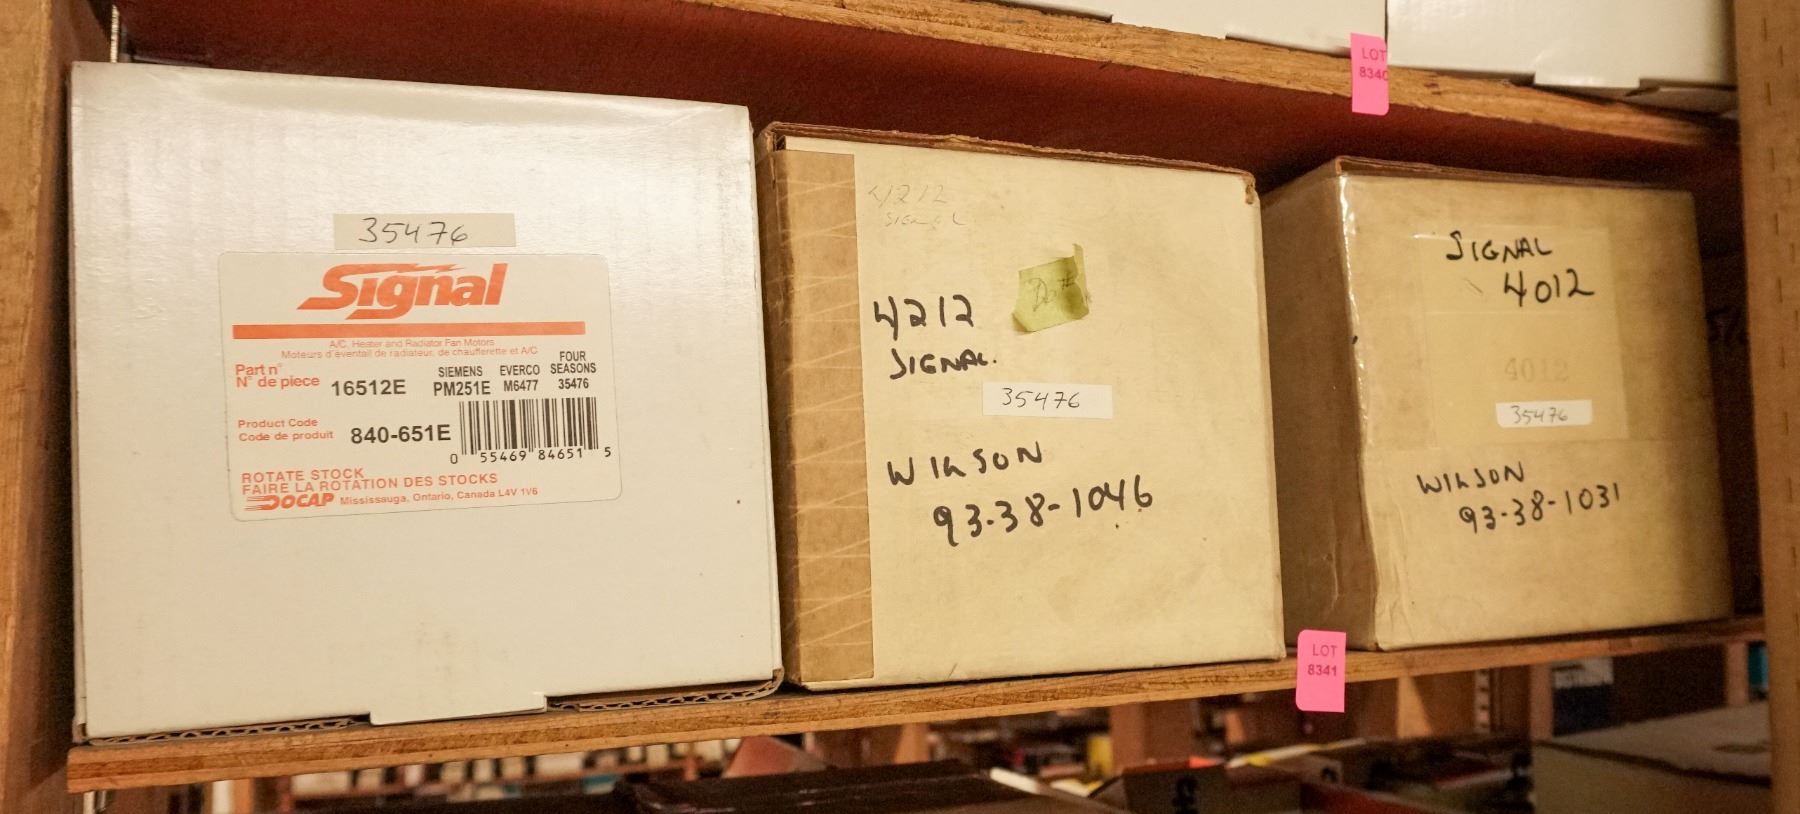 LOT
8340
35476
Signal
A/C, Heater and Radiator Fan Motors
Moteurs d'éventail de radiateur, de chaufferette et A/C
Part n°
N° de pièce
16512E
SIEMENS
PM251E
EVERCO
M6477
FOUR
SEASONS
35476
Product Code
Code de produit
840-651E
0 55469 84651 5
ROTATE STOCK
FAIRE LA ROTATION DES STOCKS
DOCAP Mississauga, Ontario, Canada L4V 1V6
4212
SIGNAL
4212
SIGNAL.
35476
WILSON
93-38-1046
SIGNAL
4012
4012
35476
WILSON
93-38-1031
LOT
8341